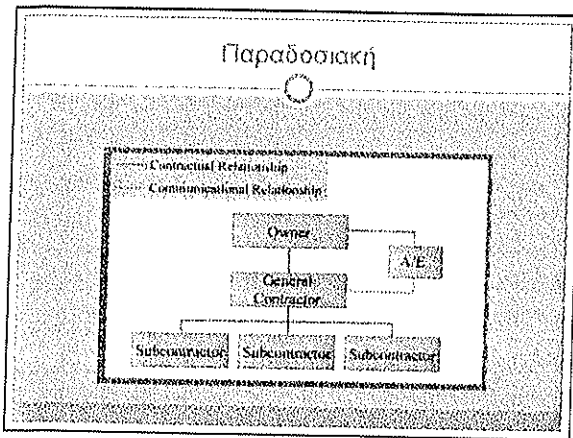 Παραδοσιακή
Contractual Relationship
Communicational Relationship
Owner
A/E
General
Contractor
Subcontractor Subcontractor Subcontractor